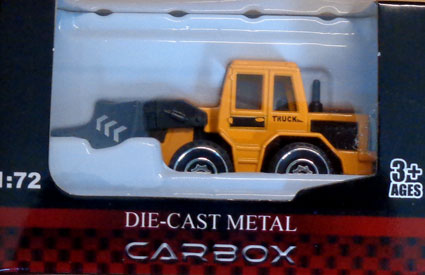 TRUCK
1:72
3+
AGES
DIE-CAST METAL
CARBOX